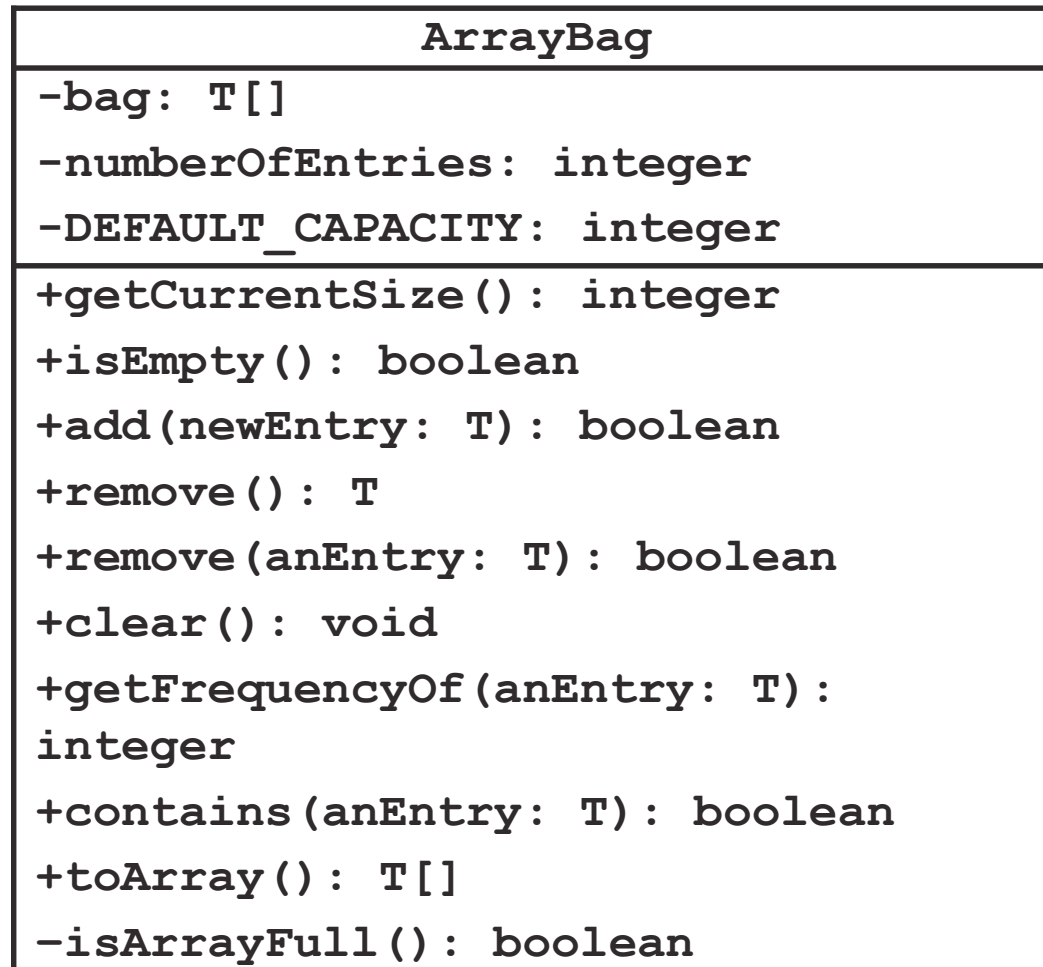 ArrayBag
-bag: T[]
-numberOfEntries: integer
-DEFAULT_CAPACITY: integer
+getCurrentSize(): integer
+isEmpty(): boolean
+add(newEntry: T): boolean
+remove(): T
+remove(anEntry: T): boolean
+clear(): void
+getFrequencyOf(anEntry: T):
integer
+contains(anEntry: T): boolean
+toArray(): T[]
-isArrayFull(): boolean